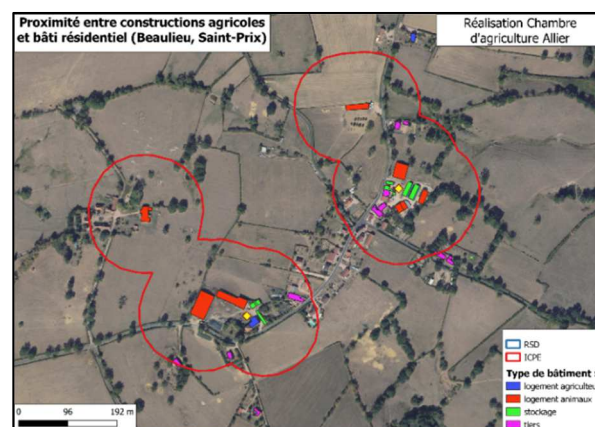 Proximité entre constructions agricoles
et bâti résidentiel (Beaulieu, Saint-Prix)
Réalisation Chambre
d'agriculture Allier
RSD
ICPE
Type de bâtiment :
logement agriculteu
logement animaux
stockage
tiers
0 96 192 m